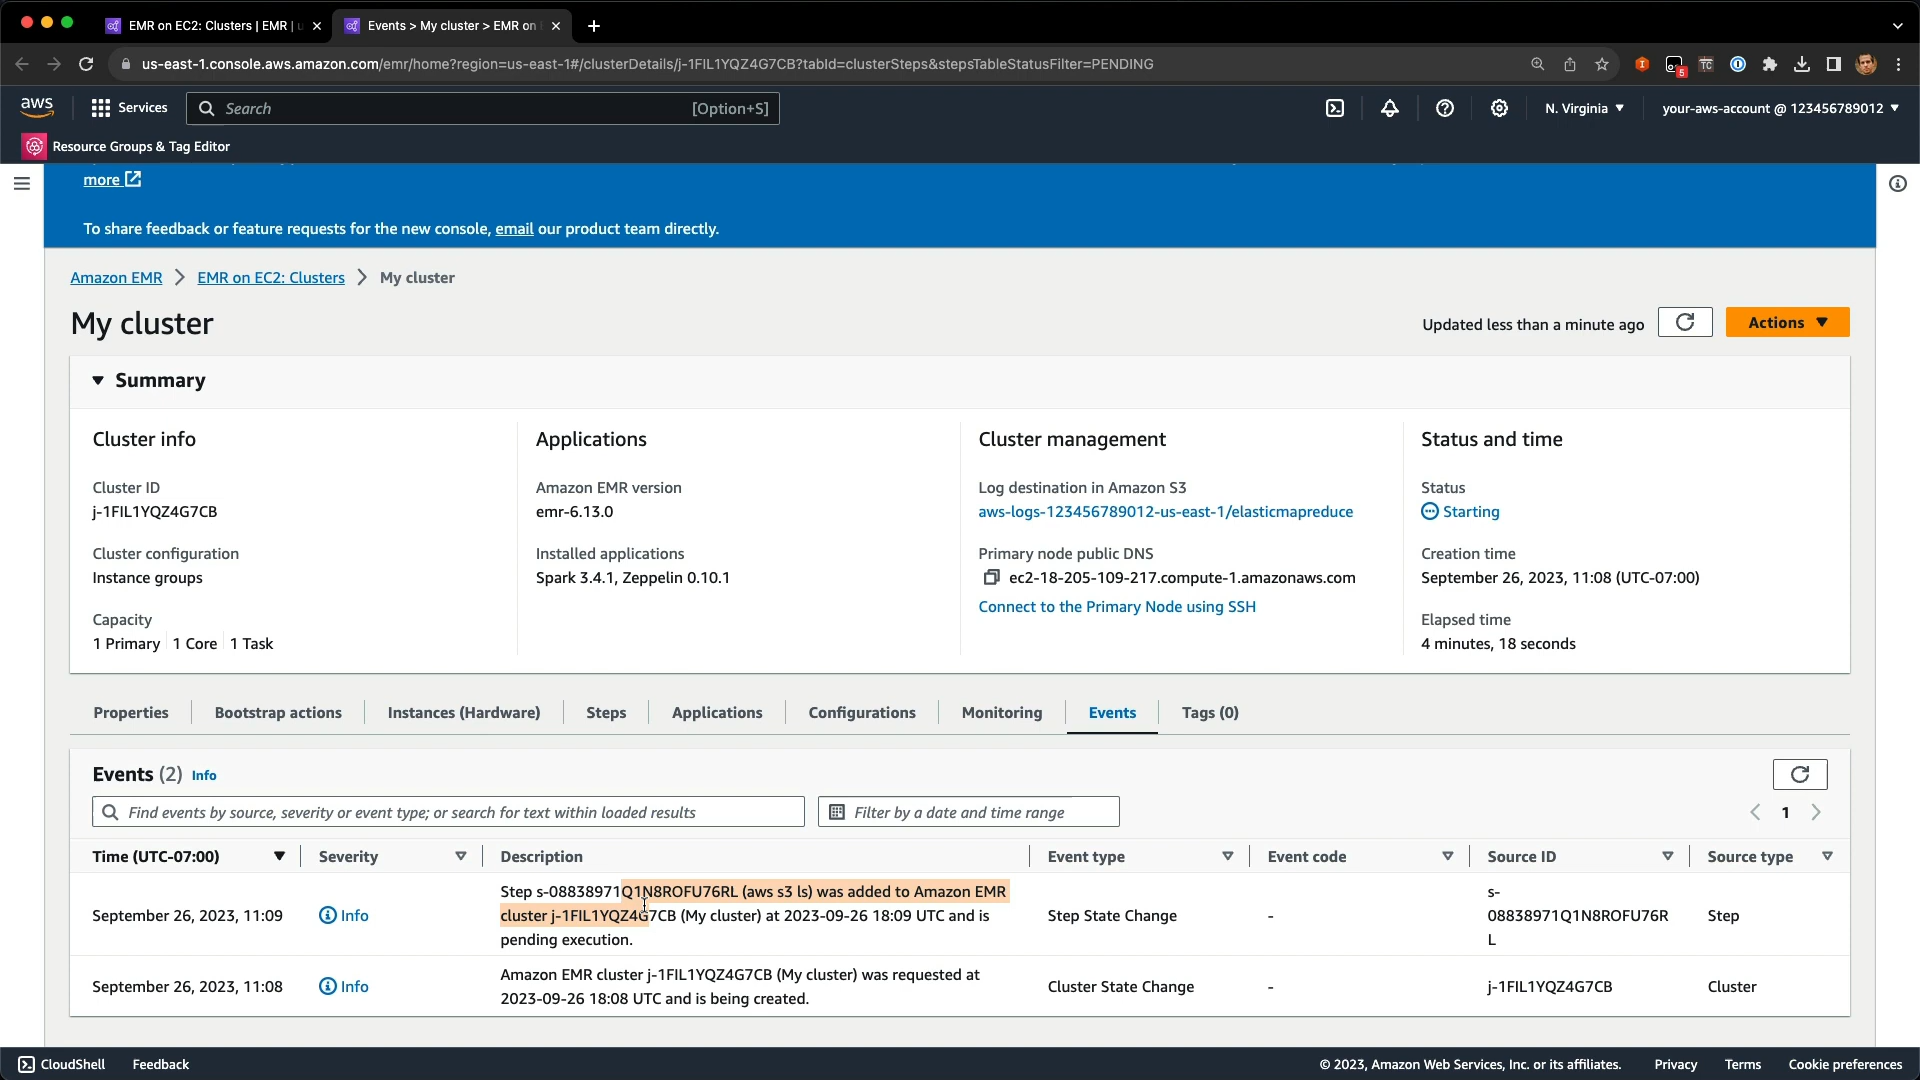 EMR on EC2: Clusters | EMR | u
Events > My cluster > EMR on
us-east-1.console.aws.amazon.com/emr/home?region=us-east-1#/clusterDetails/j-1FIL1YQZ4G7CB?tabId=clusterSteps&stepsTableStatusFilter=PENDING
5
TC
aws
Services
Search
[Option+S]
N. Virginia
your-aws-account @ 123456789012
Resource Groups & Tag Editor
more
To share feedback or feature requests for the new console, email our product team directly.
Amazon EMR
EMR on EC2: Clusters
My cluster
My cluster
Updated less than a minute ago
Actions
Summary
Cluster info
Applications
Cluster management
Status and time
Cluster ID
j-1FIL1YQZ4G7CB
Amazon EMR version
emr-6.13.0
Log destination in Amazon S3
aws-logs-123456789012-us-east-1/elasticmapreduce
Status
Starting
Cluster configuration
Instance groups
Installed applications
Spark 3.4.1, Zeppelin 0.10.1
Primary node public DNS
ec2-18-205-109-217.compute-1.amazonaws.com
Connect to the Primary Node using SSH
Creation time
September 26, 2023, 11:08 (UTC-07:00)
Capacity
1 Primary
1 Core
1 Task
Elapsed time
4 minutes, 18 seconds
Properties
Bootstrap actions
Instances (Hardware)
Steps
Applications
Configurations
Monitoring
Events
Tags (0)
Events (2) Info
Find events by source, severity or event type; or search for text within loaded results
Filter by a date and time range
1
Time (UTC-07:00)
Severity
Description
Event type
Event code
Source ID
Source type
September 26, 2023, 11:09
Info
Step s-08838971Q1N8ROFU76RL (aws s3 ls) was added to Amazon EMR
cluster j-1FIL1YQZ4G7CB (My cluster) at 2023-09-26 18:09 UTC and is
pending execution.
Step State Change
-
s-
08838971Q1N8ROFU76R
L
Step
September 26, 2023, 11:08
Info
Amazon EMR cluster j-1FIL1YQZ4G7CB (My cluster) was requested at
2023-09-26 18:08 UTC and is being created.
Cluster State Change
-
j-1FIL1YQZ4G7CB
Cluster
CloudShell
Feedback
© 2023, Amazon Web Services, Inc. or its affiliates.
Privacy
Terms
Cookie preferences